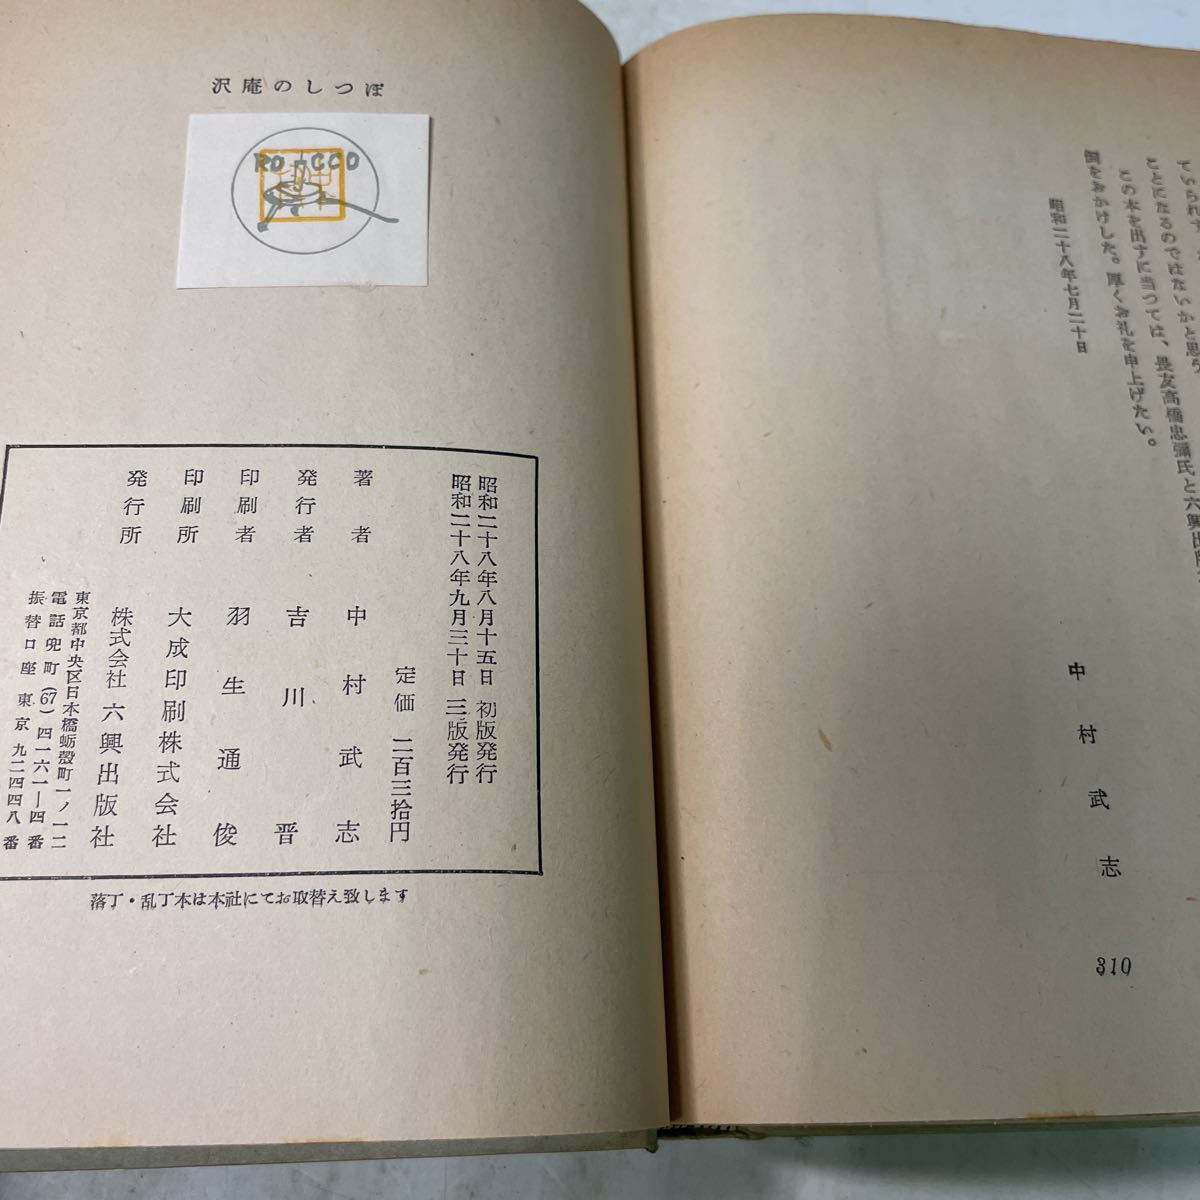 ことになるのではないかと思う
この本を出すに当つては、畏友高橋忠彌氏と六興出版
倒をおかけした。厚くお礼を申上げたい。
昭和二十八年七月二十日
中村武志
310
沢庵のしつぽ
ROCCO
昭和二十八年八月十五日 初版発行
昭和二十八年九月三十日 三版発行
定価 二百三拾円
著者 中村武志
発行者 吉川晋
印刷者 羽生通俊
印刷所 大成印刷株式会社
発行所 株式会社 六興出版社
東京都中央区日本橋蛎殻町一ノ一二
電話兜町(67)四一六一―四番
振替口座東京九二四四八番
落丁・乱丁本は本社にてお取替え致します